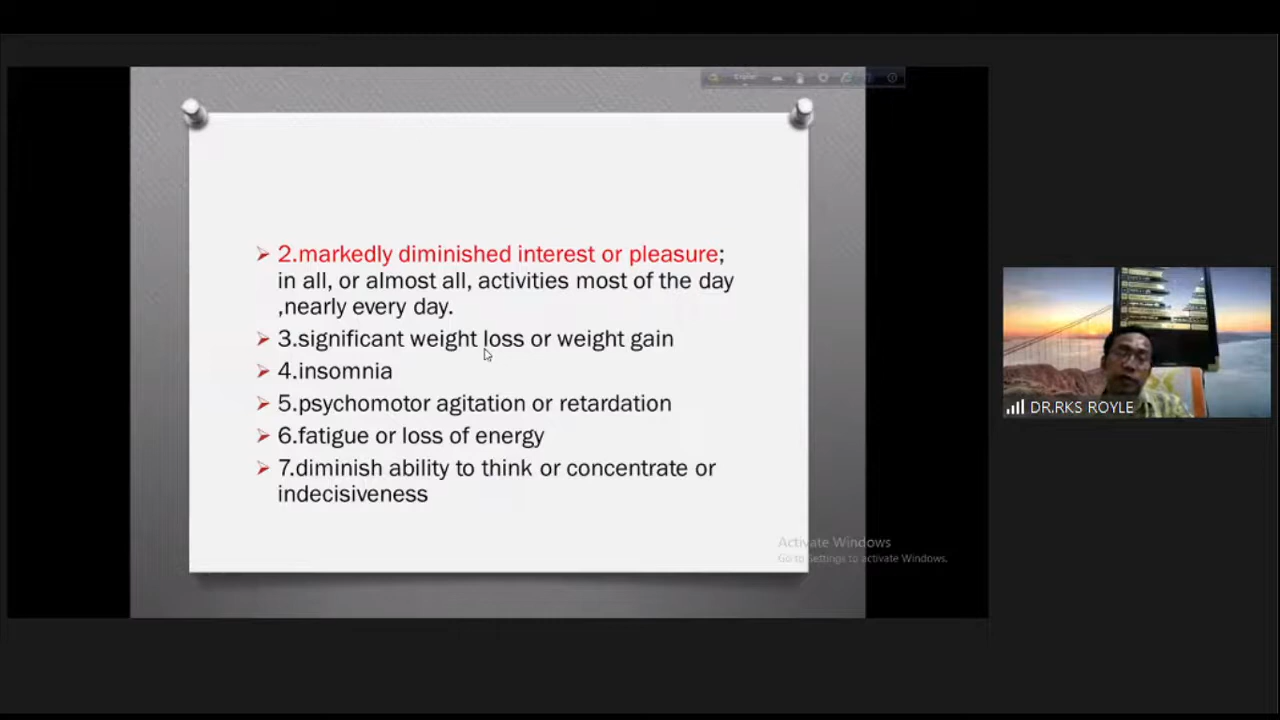 2.markedly diminished interest or pleasure;
in all, or almost all, activities most of the day
,nearly every day.
3.significant weight loss or weight gain
4.insomnia
5.psychomotor agitation or retardation
6.fatigue or loss of energy
7.diminish ability to think or concentrate or
indecisiveness
Activate Windows
Go to Settings to activate Windows.
DR.RKS ROYLE